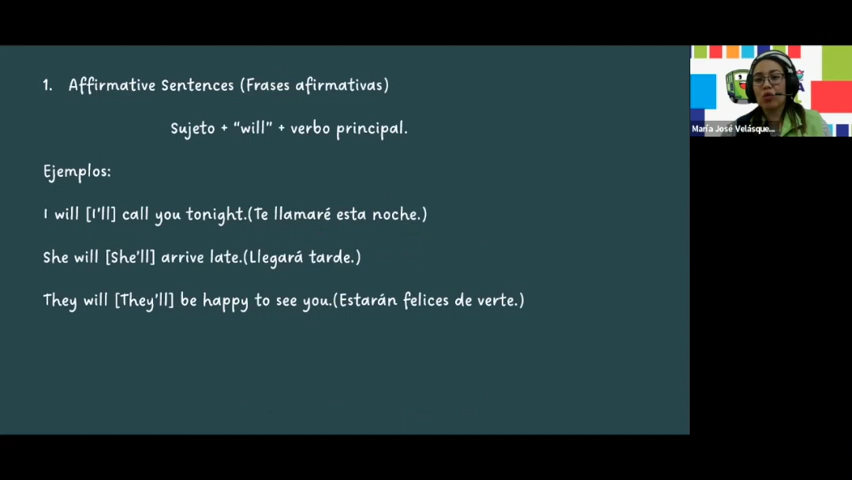 1. Affirmative Sentences (Frases afirmativas)
Sujeto + “will” + verbo principal.
Ejemplos:
I will [I'll] call you tonight.(Te llamaré esta noche.)
She will [She'll] arrive late.(Llegará tarde.)
They will [They'll] be happy to see you.(Estarán felices de verte.)
María José Velásque...